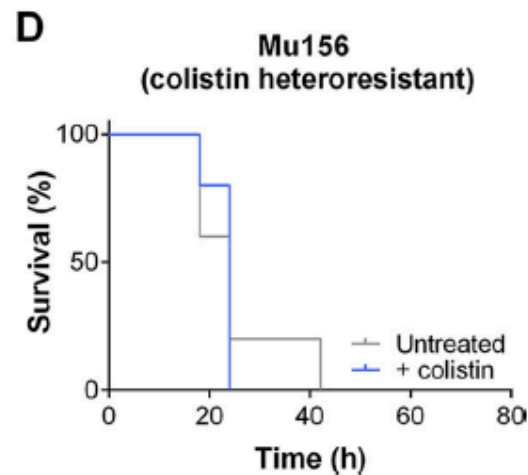 D
Mu156
(colistin heteroresistant)
Survival (%)
100
50
0
Untreated
+ colistin
0 20 40 60 80
Time (h)